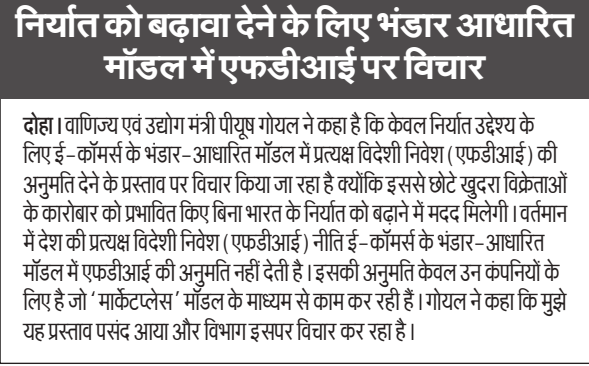 निर्यात को बढ़ावा देने के लिए भंडार आधारित
मॉडल में एफडीआई पर विचार
दोहा। वाणिज्य एवं उद्योग मंत्री पीयूष गोयल ने कहा है कि केवल निर्यात उद्देश्य के
लिए ई-कॉमर्स के भंडार-आधारित मॉडल में प्रत्यक्ष विदेशी निवेश (एफडीआई) की
अनुमति देने के प्रस्ताव पर विचार किया जा रहा है क्योंकि इससे छोटे खुदरा विक्रेताओं
के कारोबार को प्रभावित किए बिना भारत के निर्यात को बढ़ाने में मदद मिलेगी। वर्तमान
में देश की प्रत्यक्ष विदेशी निवेश (एफडीआई) नीति ई-कॉमर्स के भंडार-आधारित
मॉडल में एफडीआई की अनुमति नहीं देती है। इसकी अनुमति केवल उन कंपनियों के
लिए है जो 'मार्केटप्लेस' मॉडल के माध्यम से काम कर रही हैं। गोयल ने कहा कि मुझे
यह प्रस्ताव पसंद आया और विभाग इसपर विचार कर रहा है।